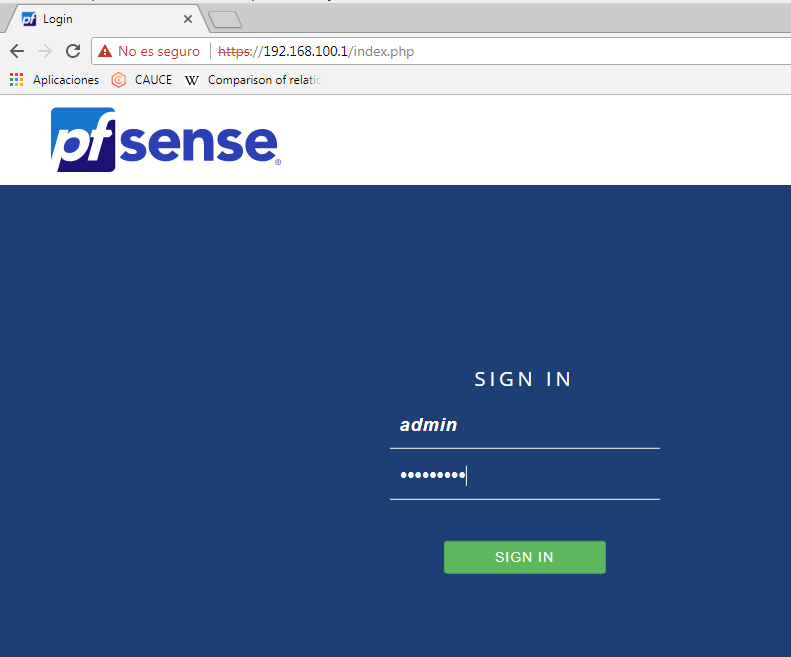 pf Login
No es seguro https://192.168.100.1/index.php
Aplicaciones CAUCE W Comparison of relatio
pfsense®
SIGN IN
admin
•••••••••
SIGN IN